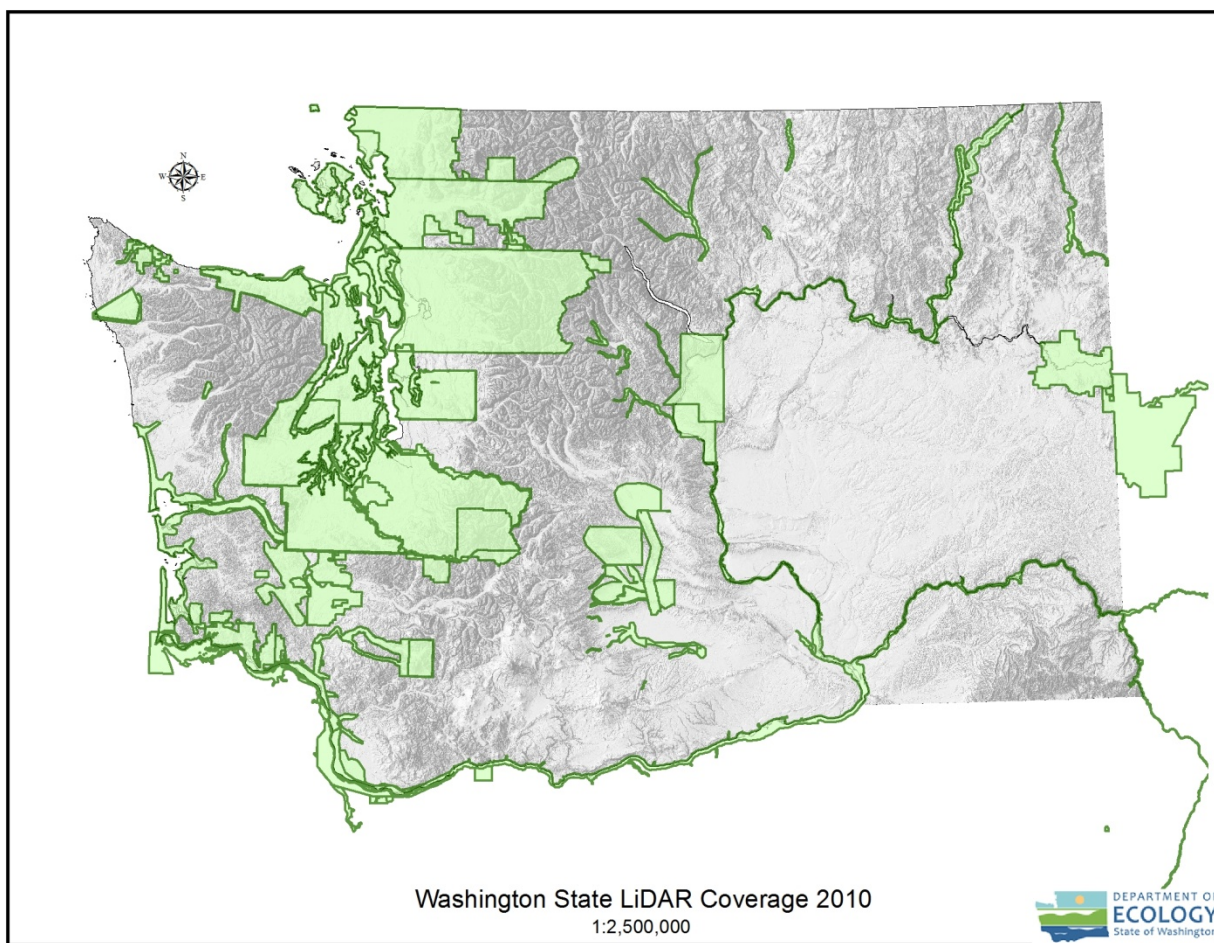 N
W E
S
Washington State LiDAR Coverage 2010
1:2,500,000
DEPARTMENT OF
ECOLOGY
State of Washington